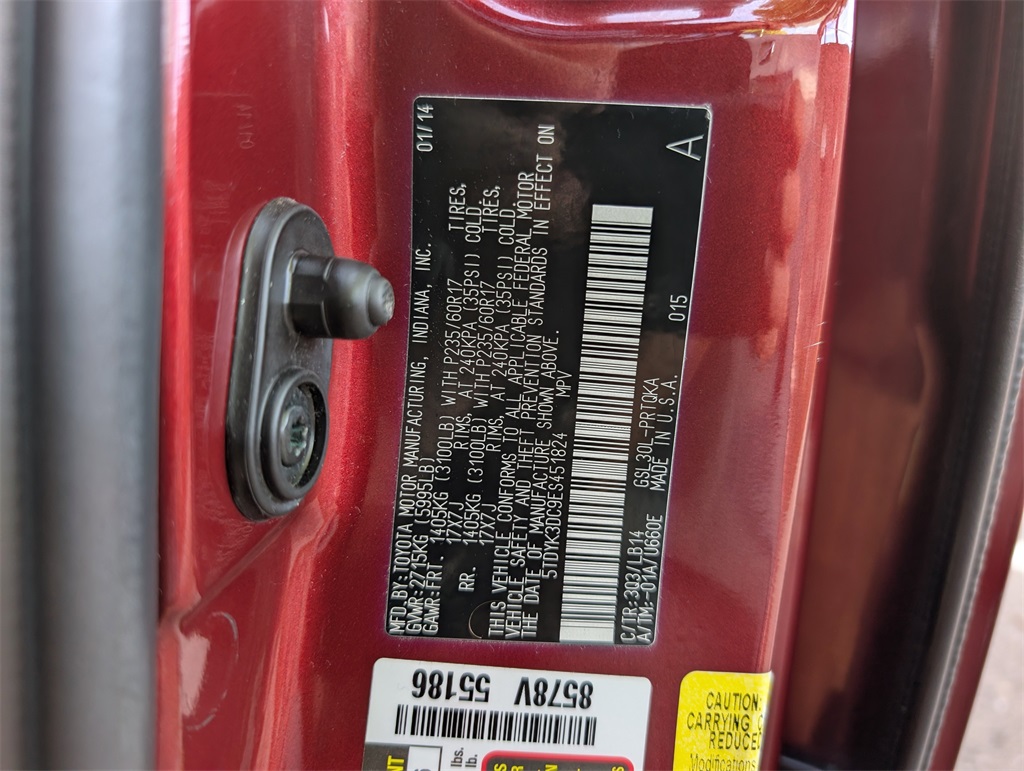 MFD.BY:TOYOTA MOTOR MANUFACTURING, INDIANA, INC. 01/14
GVWR:2715KG (5995LB)
GAWR:FRT. 1405KG (3100LB) WITH P235/60R17 TIRES,
17X7J RIMS, AT 240KPA (35PSI) COLD.
RR. 1405KG (3100LB) WITH P235/60R17 TIRES,
17X7J RIMS, AT 240KPA (35PSI) COLD.
THIS VEHICLE CONFORMS TO ALL APPLICABLE FEDERAL MOTOR
VEHICLE SAFETY AND THEFT PREVENTION STANDARDS IN EFFECT ON
THE DATE OF MANUFACTURE SHOWN ABOVE.
5TDYK3DC9ES451824 MPV
C/TR:3Q3/LB14 GSL30L-PRTQKA 015
A/TM:-01A/U660E MADE IN U.S.A. A
8578V
55186
lbs.
lb.
CAUTION:
CARRYING
REDUCED
Modifications